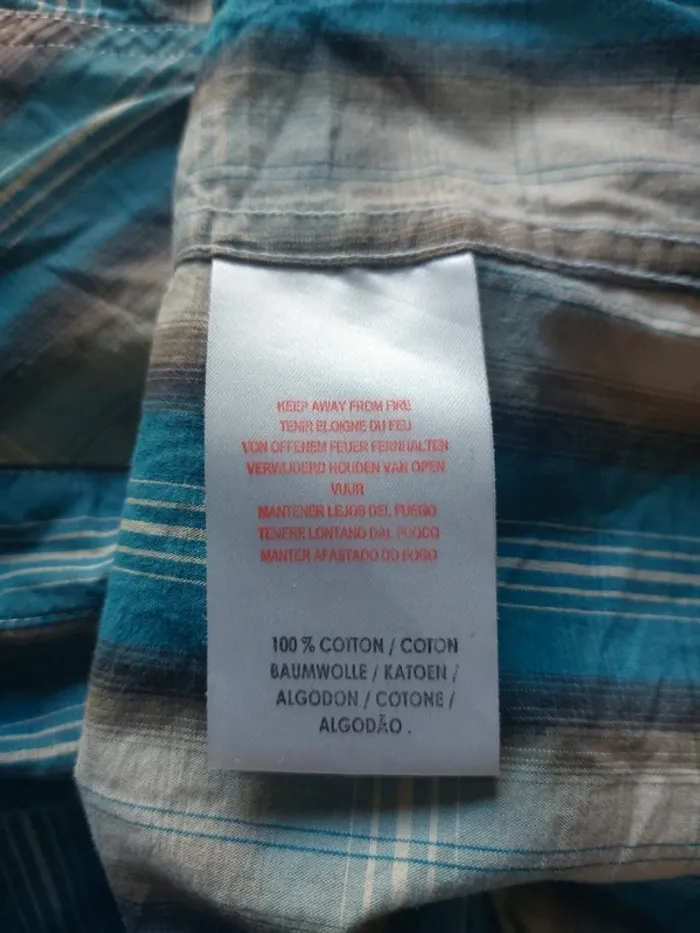 KEEP AWAY FROM FIRE
TENIR ELOIGNE DU FEU
VON OFFENEM FEUER FERNHALTEN
VERWIJDERD HOUDEN VAN OPEN
VUUR
MANTENER LEJOS DEL FUEGO
TENERE LONTANO DAL FUOCO
MANTER AFASTADO DO FOGO
100 % COTTON / COTON
BAUMWOLLE / KATOEN /
ALGODON / COTONE /
ALGODÃO .